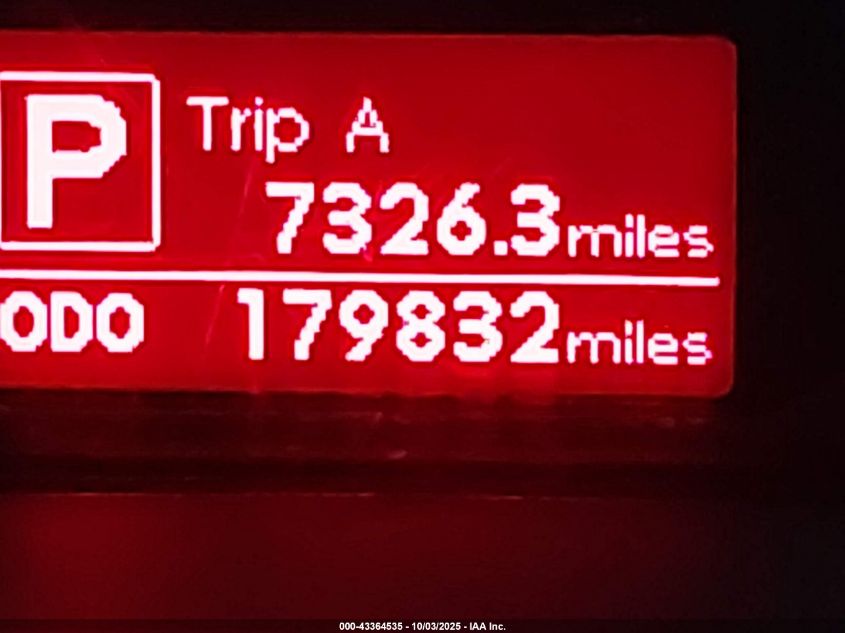 P
Trip A
7326.3miles
ODO 179832miles
000-43364535 - 10/03/2025 - IAA Inc.